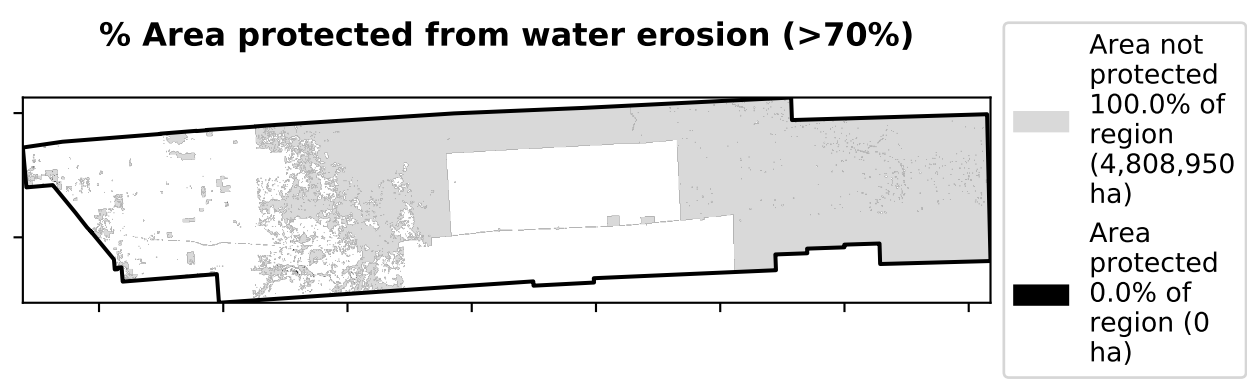 % Area protected from water erosion (>70%)
Area not
protected
100.0% of
region
(4,808,950
ha)
Area
protected
0.0% of
region (0
ha)